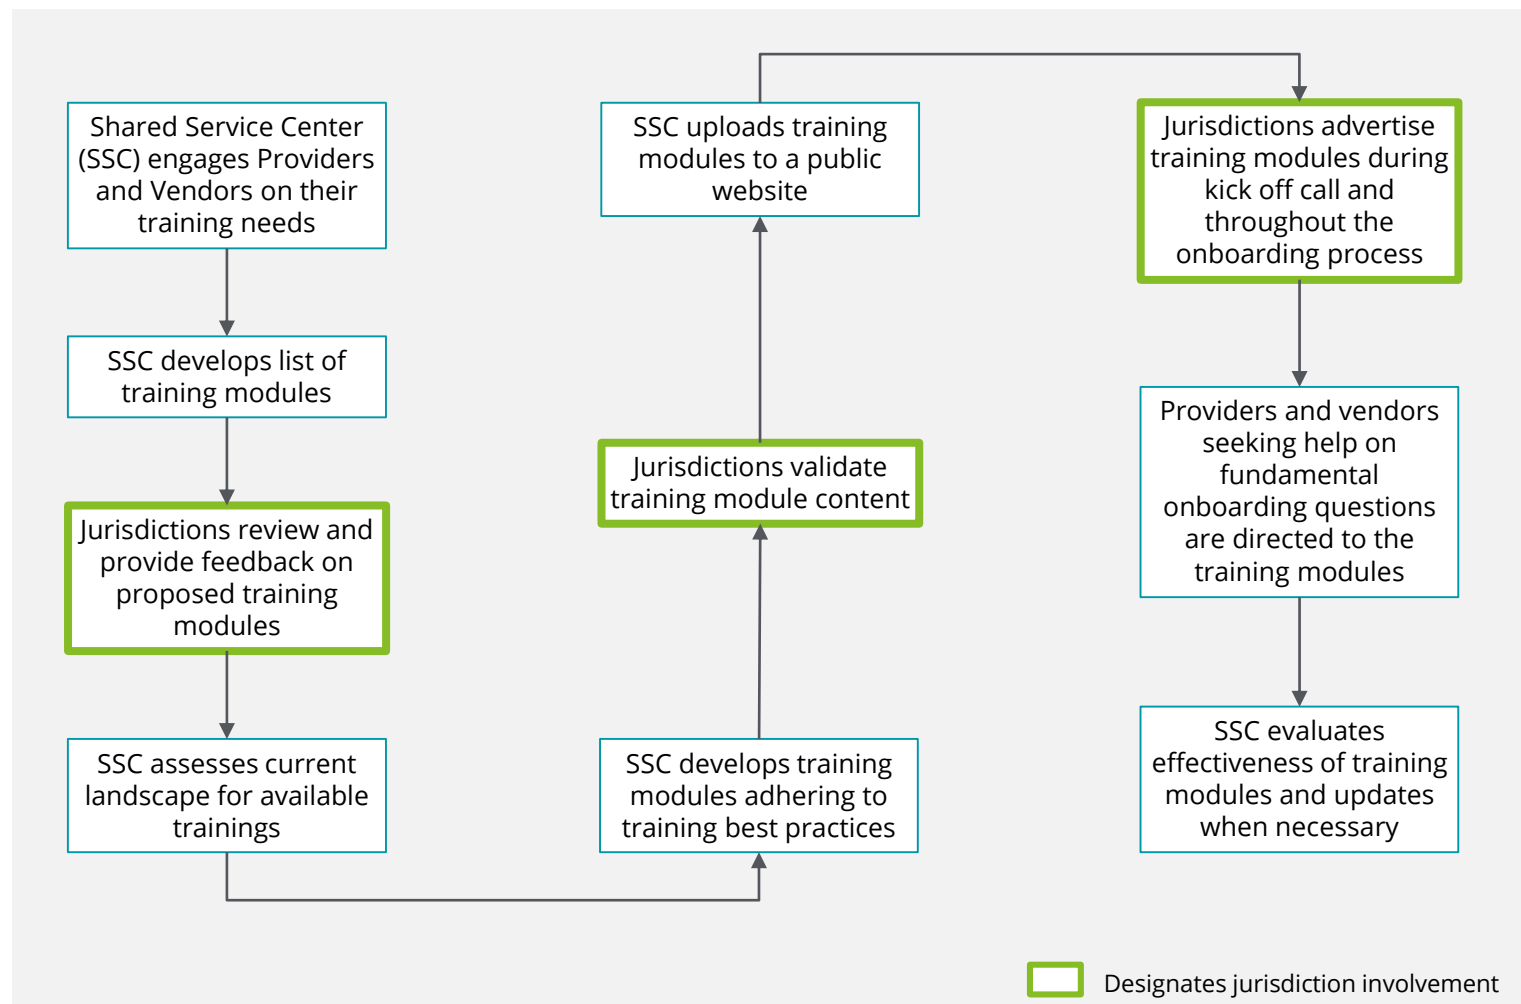 Shared Service Center
(SSC) engages Providers
and Vendors on their
training needs
SSC develops list of
training modules
Jurisdictions review and
provide feedback on
proposed training
modules
SSC assesses current
landscape for available
trainings
SSC develops training
modules adhering to
training best practices
Jurisdictions validate
training module content
SSC uploads training
modules to a public
website
Jurisdictions advertise
training modules during
kick off call and
throughout the
onboarding process
Providers and vendors
seeking help on
fundamental
onboarding questions
are directed to the
training modules
SSC evaluates
effectiveness of training
modules and updates
when necessary
Designates jurisdiction involvement